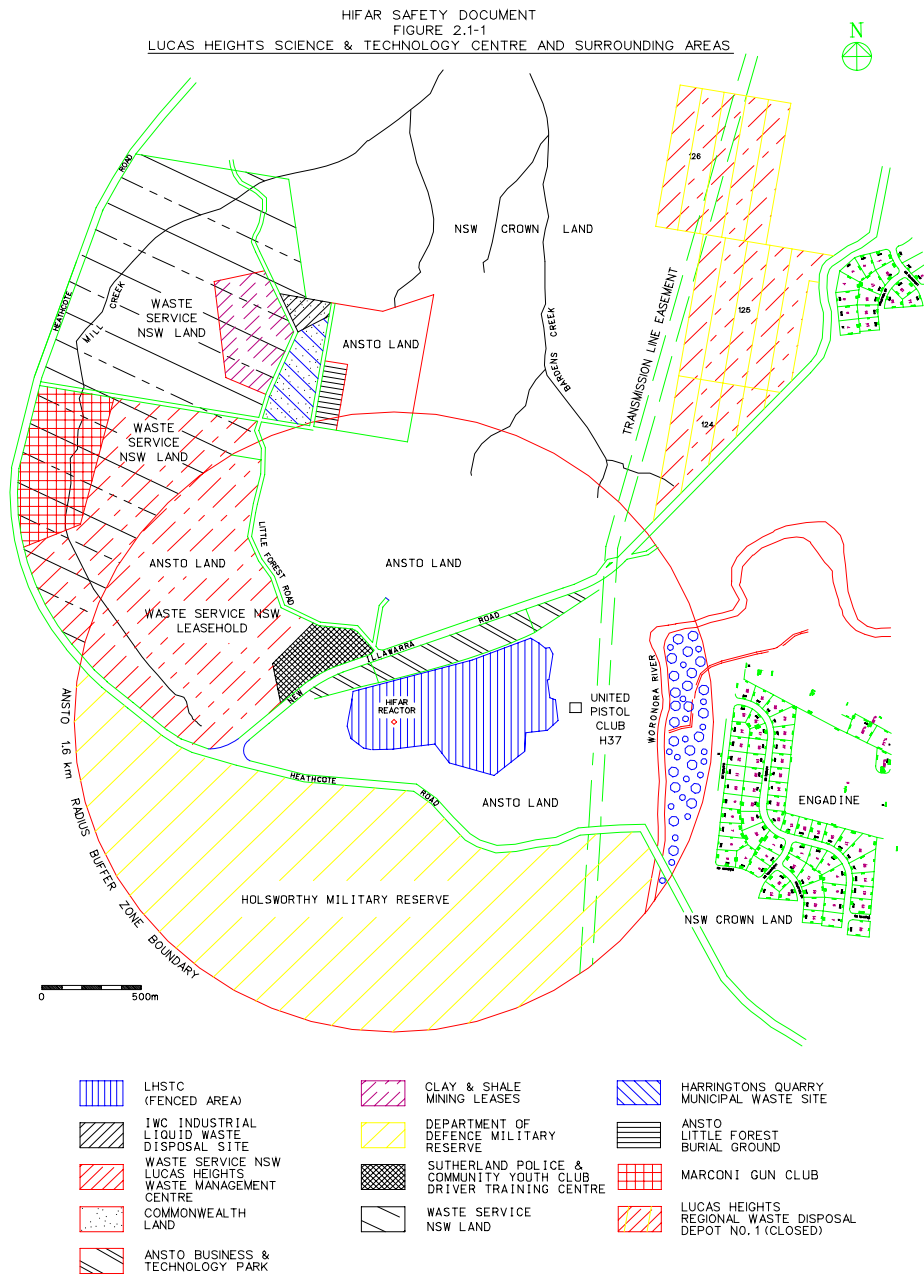 HIFAR SAFETY DOCUMENT
FIGURE 2.1-1
LUCAS HEIGHTS SCIENCE & TECHNOLOGY CENTRE AND SURROUNDING AREAS
N
ROAD
HEATHCOTE
MILL CREEK
WASTE
SERVICE
NSW LAND
ANSTO LAND
NSW CROWN LAND
BARDENS CREEK
TRANSMISSION LINE EASEMENT
126
125
124
WASTE
SERVICE
NSW LAND
ANSTO LAND
WASTE SERVICE NSW
LEASEHOLD
LITTLE FOREST ROAD
ANSTO LAND
NEW ILLAWARRA ROAD
HIFAR
REACTOR
UNITED
PISTOL
CLUB
H37
WORONORA RIVER
ENGADINE
HEATHCOTE ROAD
ANSTO LAND
HOLSWORTHY MILITARY RESERVE
NSW CROWN LAND
ANSTO 1.6 km RADIUS BUFFER ZONE BOUNDARY
0 500m
LHSTC
(FENCED AREA)
CLAY & SHALE
MINING LEASES
HARRINGTONS QUARRY
MUNICIPAL WASTE SITE
IWC INDUSTRIAL
LIQUID WASTE
DISPOSAL SITE
DEPARTMENT OF
DEFENCE MILITARY
RESERVE
ANSTO
LITTLE FOREST
BURIAL GROUND
WASTE SERVICE NSW
LUCAS HEIGHTS
WASTE MANAGEMENT
CENTRE
SUTHERLAND POLICE &
COMMUNITY YOUTH CLUB
DRIVER TRAINING CENTRE
MARCONI GUN CLUB
COMMONWEALTH
LAND
WASTE SERVICE
NSW LAND
LUCAS HEIGHTS
REGIONAL WASTE DISPOSAL
DEPOT NO.1 (CLOSED)
ANSTO BUSINESS &
TECHNOLOGY PARK